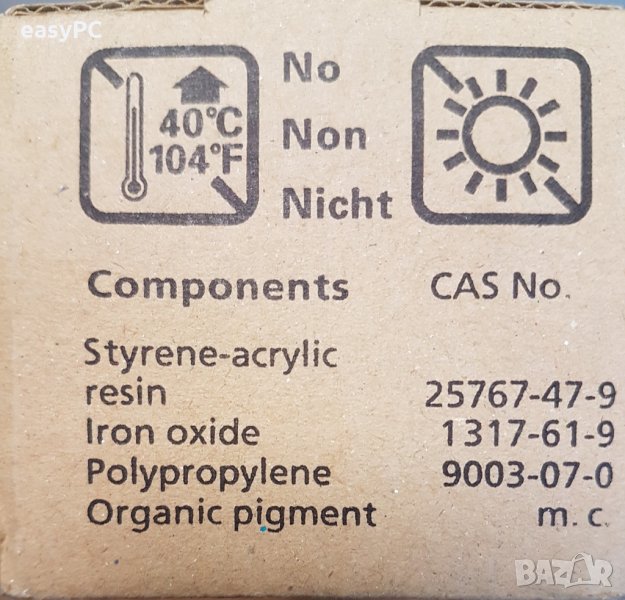 easyPC
No
40°C
Non
104°F
Nicht
Components CAS No.
Styrene-acrylic
resin 25767-47-9
Iron oxide 1317-61-9
Polypropylene 9003-07-0
Organic pigment m. c.
BAZAR